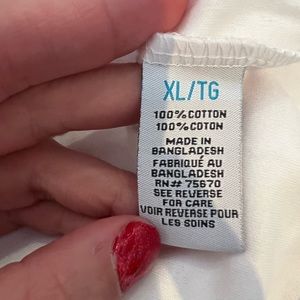 XL/TG
100% COTTON
100% COTON
MADE IN
BANGLADESH
FABRIQUÉ AU
BANGLADESH
RN# 75670
SEE REVERSE
FOR CARE
VOIR REVERSE POUR
LES SOINS